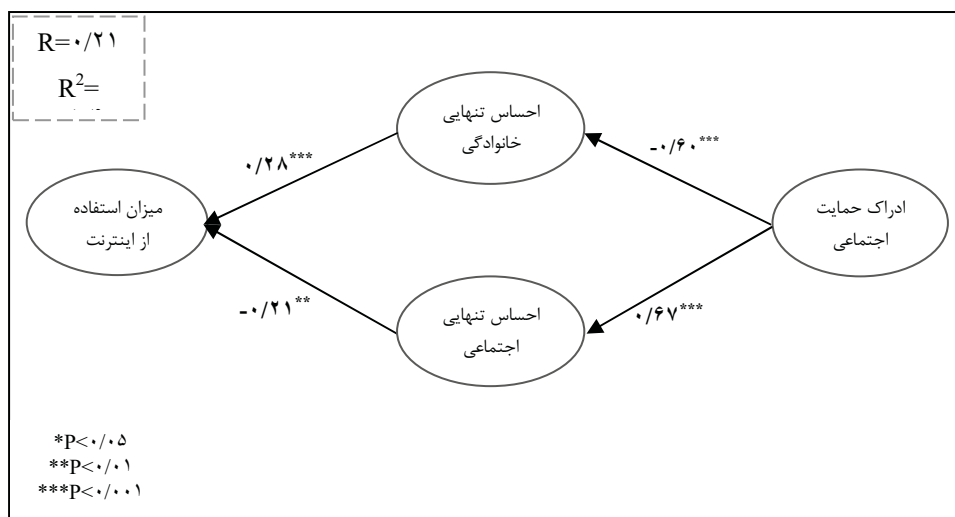 R=۰/۲۱
R²=
احساس تنهایی
خانوادگی
-۰/۶۰***
۰/۲۸***
میزان استفاده
از اینترنت
ادراک حمایت
اجتماعی
-۰/۲۱**
احساس تنهایی
اجتماعی
۰/۶۷***
*P<۰/۰۵
**P<۰/۰۱
***P<۰/۰۰۱